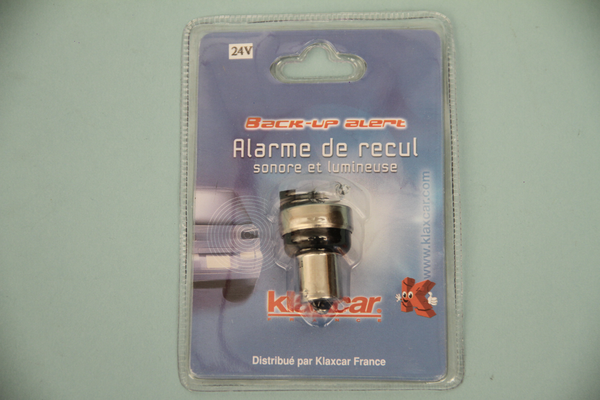 24V
Back-up alert
Alarme de recul
sonore et lumineuse
www.klaxcar.com
klaxcar
Distribué par Klaxcar France